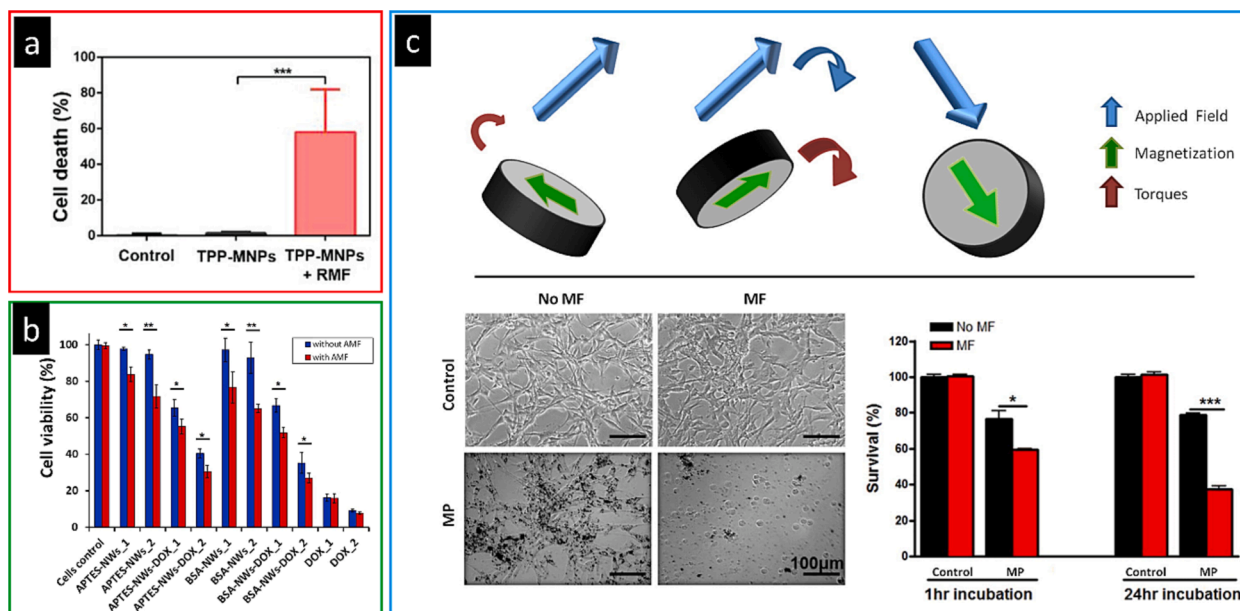 a
Cell death (%)
100
80
60
40
20
0
***
Control
TPP-MNPs
TPP-MNPs
+ RMF
b
Cell viability (%)
100
80
60
40
20
0
* ** * * * ** * *
without AMF
with AMF
Cells control
APTES-NWs_1
APTES-NWs_2
APTES-NWs-DOX_1
APTES-NWs-DOX_2
BSA-NWs_1
BSA-NWs_2
BSA-NWs-DOX_1
BSA-NWs-DOX_2
DOX_1
DOX_2
c
Applied Field
Magnetization
Torques
No MF
MF
Control
MP
100μm
No MF
MF
Survival (%)
120
100
80
60
40
20
0
*
***
Control MP Control MP
1hr incubation
24hr incubation